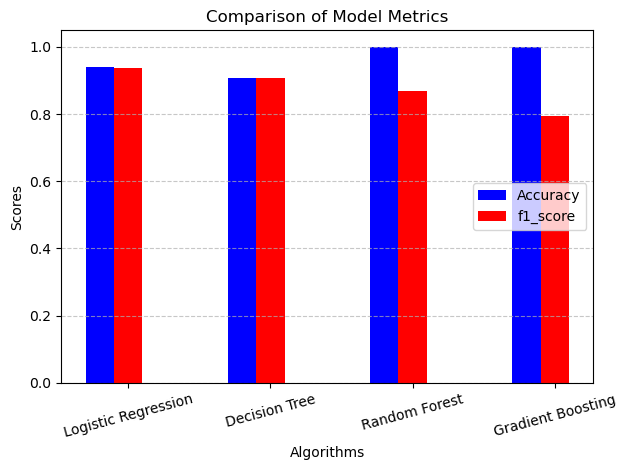 Comparison of Model Metrics
1.0
0.8
0.6
0.4
0.2
0.0
Scores
Accuracy
f1_score
Logistic Regression
Decision Tree
Random Forest
Gradient Boosting
Algorithms